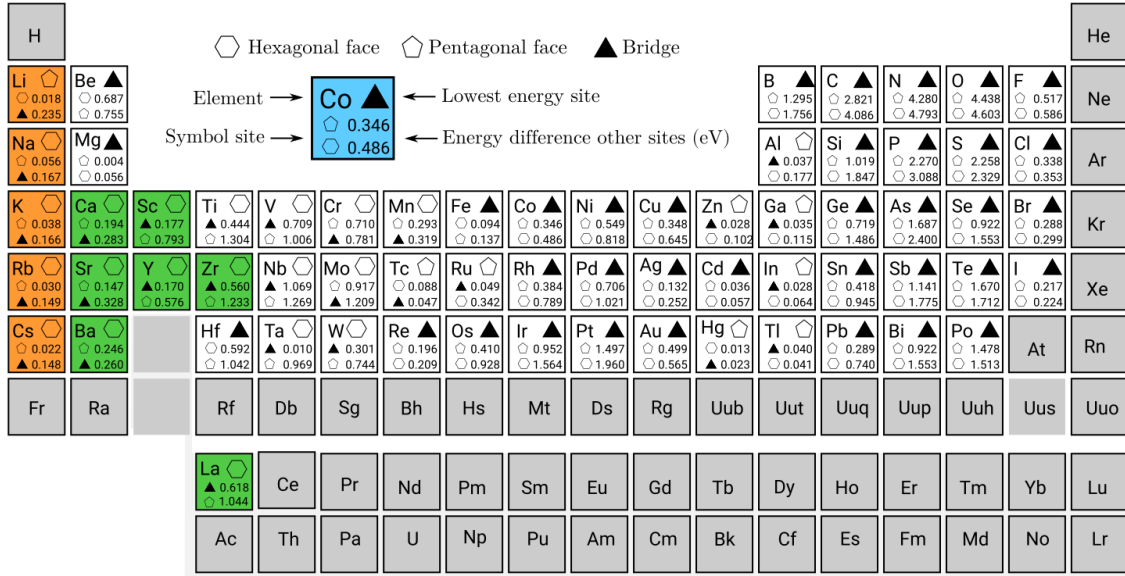 H He
Hexagonal face Pentagonal face Bridge
Li Be B C N O F Ne
0.018 0.687 1.295 2.821 4.280 4.438 0.517
0.235 0.755 1.756 4.086 4.793 4.603 0.586
Element Co Lowest energy site
Symbol site 0.346 Energy difference other sites (eV)
0.486
Na Mg Al Si P S Cl Ar
0.056 0.004 0.037 1.019 2.270 2.258 0.338
0.167 0.056 0.177 1.847 3.088 2.329 0.353
K Ca Sc Ti V Cr Mn Fe Co Ni Cu Zn Ga Ge As Se Br Kr
0.038 0.194 0.177 0.444 0.709 0.710 0.293 0.094 0.346 0.549 0.348 0.028 0.035 0.719 1.687 0.922 0.288
0.166 0.283 0.793 1.304 1.006 0.781 0.319 0.137 0.486 0.818 0.645 0.102 0.115 1.486 2.400 1.553 0.299
Rb Sr Y Zr Nb Mo Tc Ru Rh Pd Ag Cd In Sn Sb Te I Xe
0.030 0.147 0.170 0.560 1.069 0.917 0.088 0.049 0.384 0.706 0.132 0.036 0.028 0.418 1.141 1.670 0.217
0.149 0.328 0.576 1.233 1.269 1.209 0.047 0.342 0.789 1.021 0.252 0.057 0.064 0.945 1.775 1.712 0.224
Cs Ba Hf Ta W Re Os Ir Pt Au Hg Tl Pb Bi Po At Rn
0.022 0.246 0.592 0.010 0.301 0.196 0.410 0.952 1.497 0.499 0.013 0.040 0.289 0.922 1.478
0.148 0.260 1.042 0.969 0.744 0.209 0.928 1.564 1.960 0.565 0.023 0.041 0.740 1.553 1.513
Fr Ra Rf Db Sg Bh Hs Mt Ds Rg Uub Uut Uuq Uup Uuh Uus Uuo
La Ce Pr Nd Pm Sm Eu Gd Tb Dy Ho Er Tm Yb Lu
0.618
1.044
Ac Th Pa U Np Pu Am Cm Bk Cf Es Fm Md No Lr